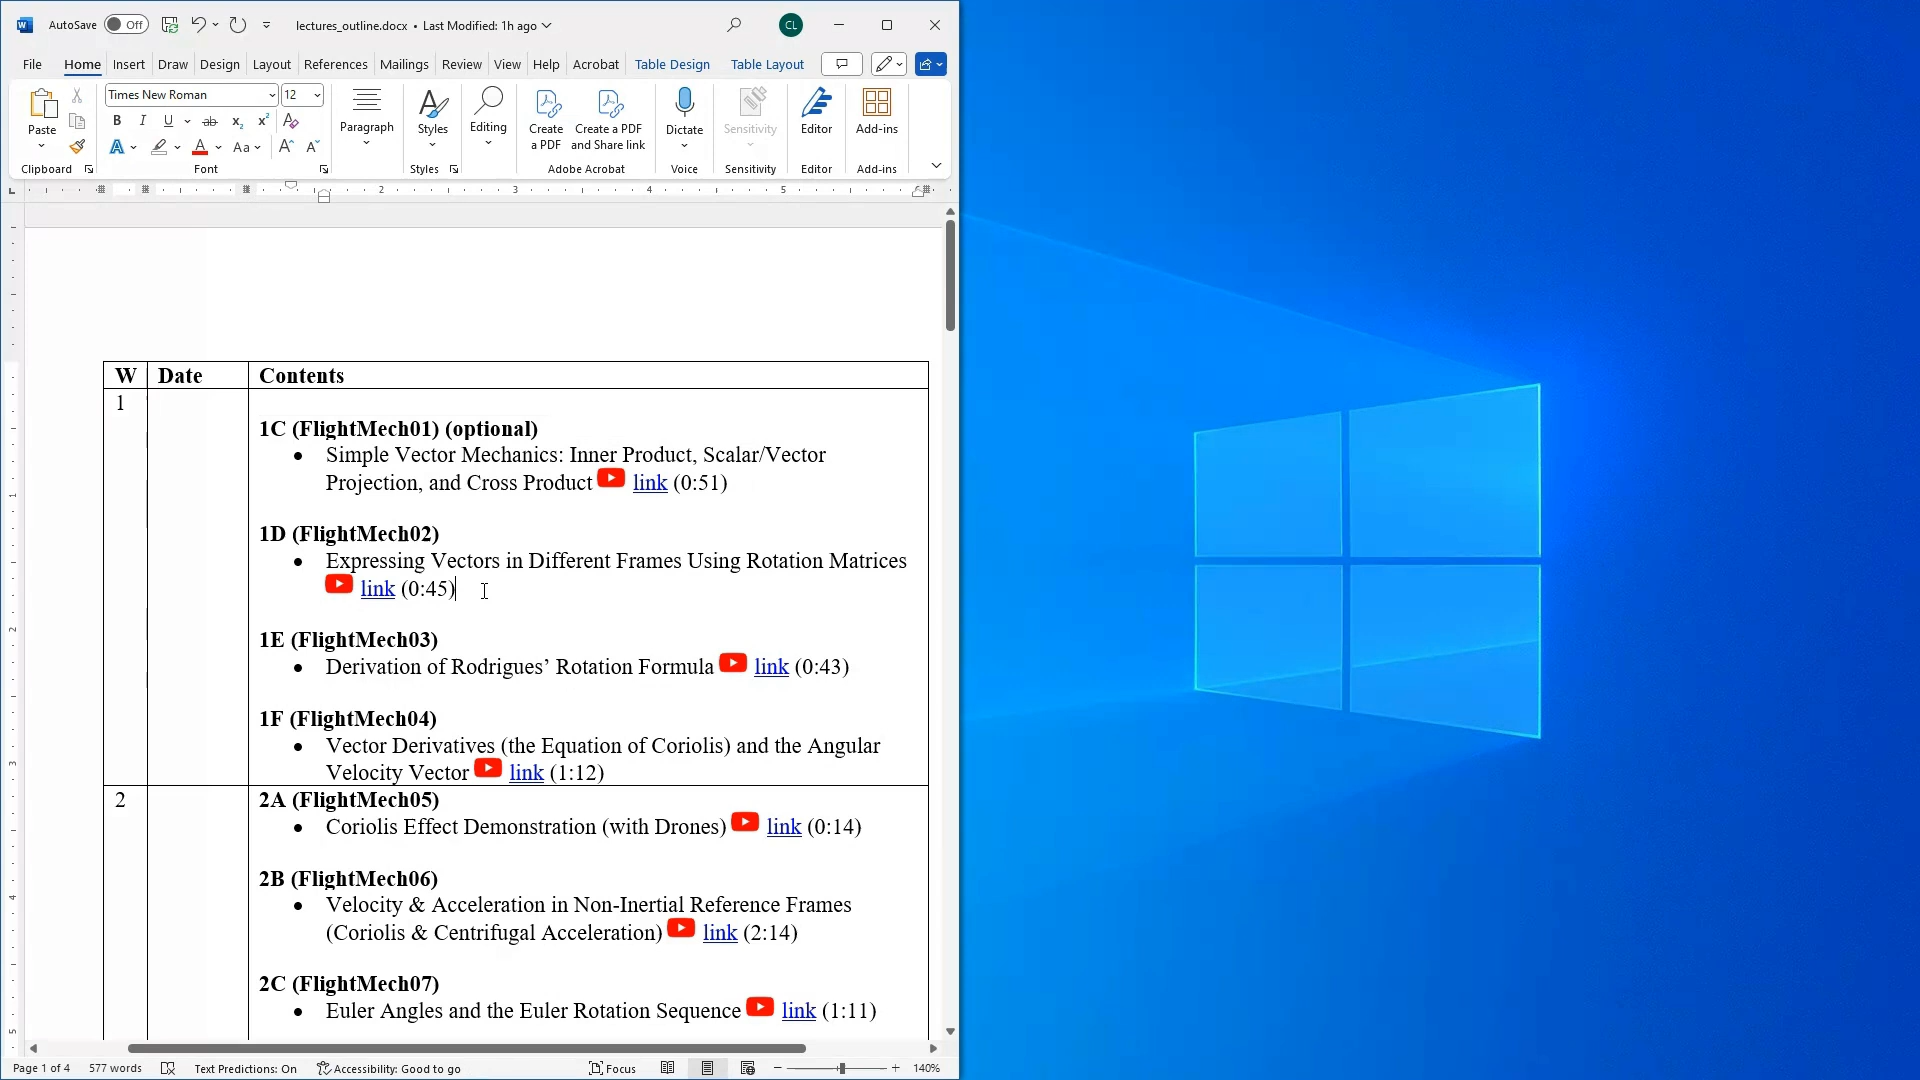 AutoSave Off lectures_outline.docx • Last Modified: 1h ago CL
File Home Insert Draw Design Layout References Mailings Review View Help Acrobat Table Design Table Layout
Times New Roman 12
Paste Paragraph Styles Editing Create a PDF Create a PDF and Share link Dictate Sensitivity Editor Add-ins
B I U ab x₂ x²
A A Aa A A
Clipboard Font Styles Adobe Acrobat Voice Sensitivity Editor Add-ins
2 3 4 5
W Date Contents
1
1C (FlightMech01) (optional)
• Simple Vector Mechanics: Inner Product, Scalar/Vector
Projection, and Cross Product link (0:51)
1D (FlightMech02)
• Expressing Vectors in Different Frames Using Rotation Matrices
link (0:45)
1E (FlightMech03)
• Derivation of Rodrigues’ Rotation Formula link (0:43)
1F (FlightMech04)
• Vector Derivatives (the Equation of Coriolis) and the Angular
Velocity Vector link (1:12)
2 2A (FlightMech05)
• Coriolis Effect Demonstration (with Drones) link (0:14)
2B (FlightMech06)
• Velocity & Acceleration in Non-Inertial Reference Frames
(Coriolis & Centrifugal Acceleration) link (2:14)
2C (FlightMech07)
• Euler Angles and the Euler Rotation Sequence link (1:11)
Page 1 of 4 577 words Text Predictions: On Accessibility: Good to go Focus 140%